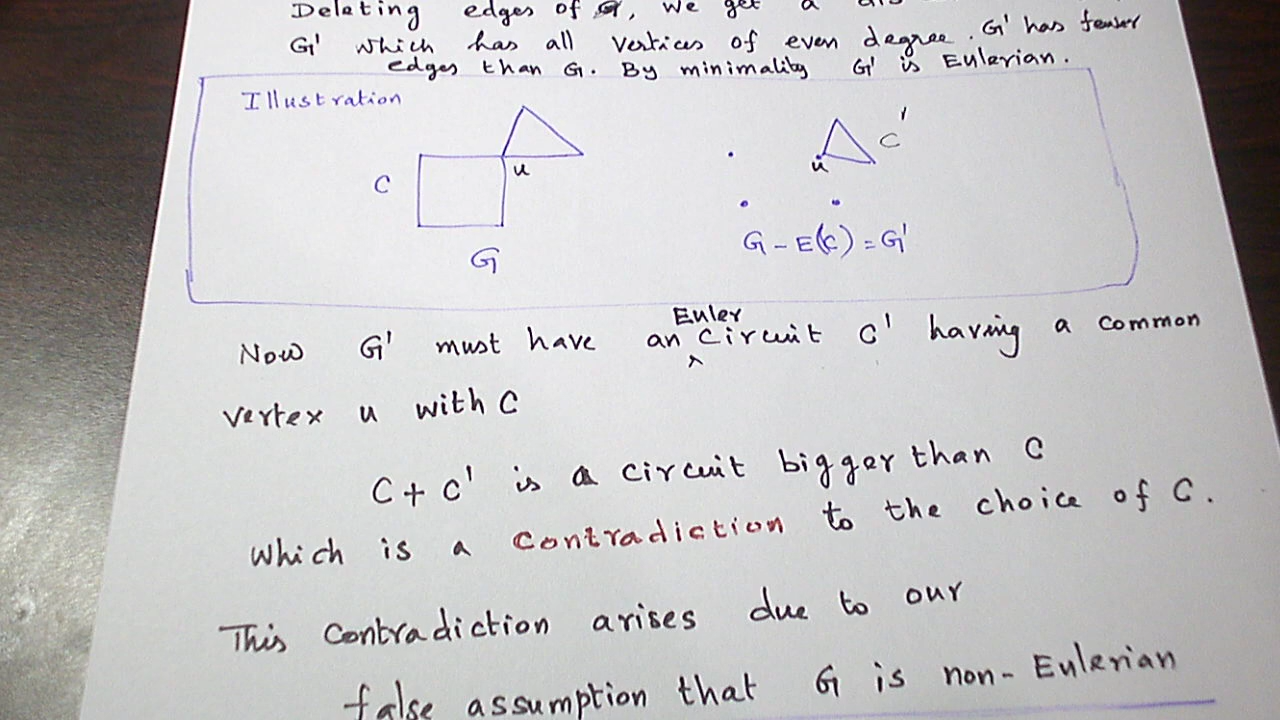 Deleting edges of G, we get a
G' which has all vertices of even degree. G' has fewer
edges than G. By minimality G' is Eulerian.
Illustration
C
u
G
C'
u
G - E(C) = G'
Now G' must have an Euler Circuit C' having a common
vertex u with C
C + C' is a circuit bigger than C
which is a contradiction to the choice of C.
This contradiction arises due to our
false assumption that G is non-Eulerian